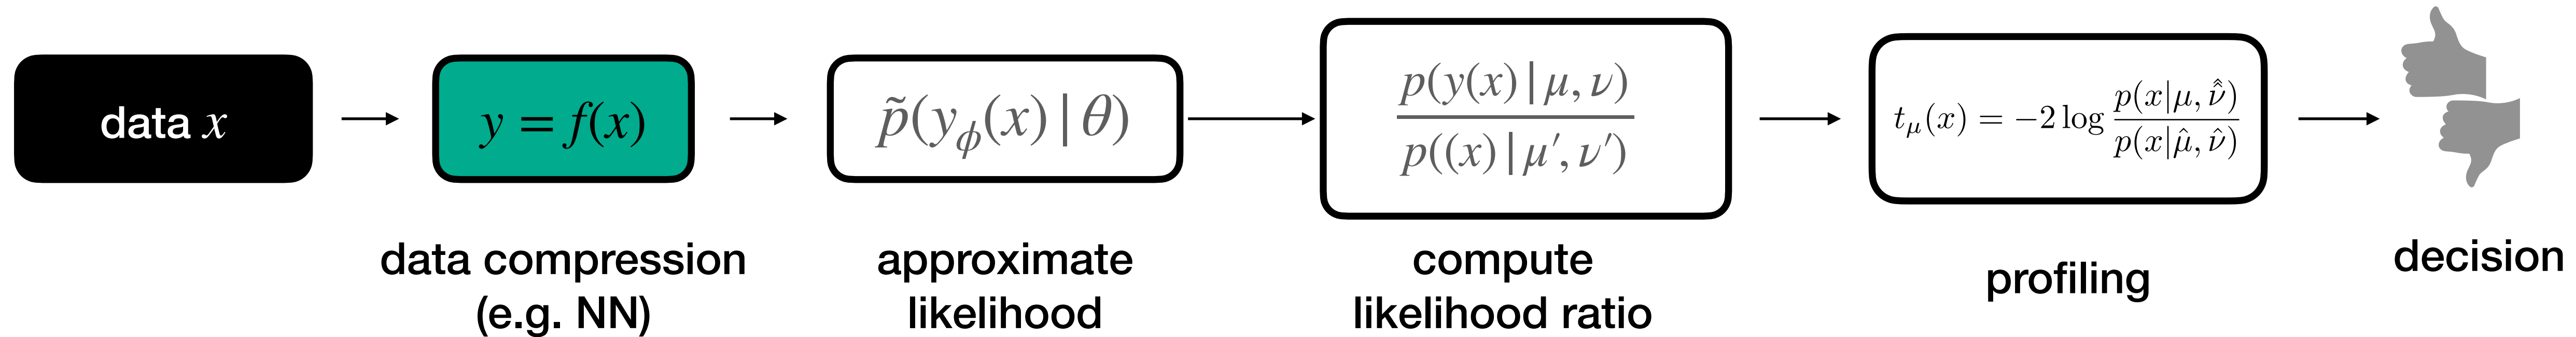 data x
y = f(x)
p̃(y_ϕ(x) | θ)
p(y(x) | μ, ν)
p((x) | μ′, ν′)
t_μ(x) = −2 log p(x|μ, ν̂̂) / p(x|μ̂, ν̂)
data compression
(e.g. NN)
approximate
likelihood
compute
likelihood ratio
profiling
decision